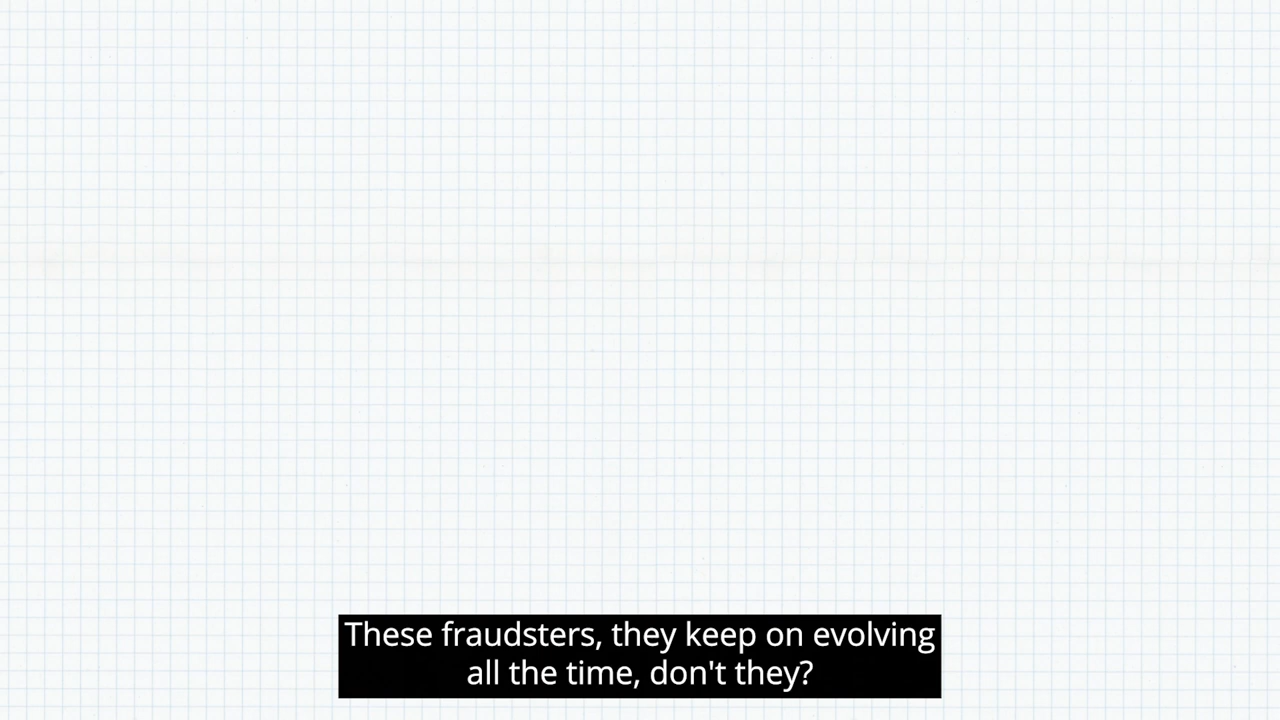 These fraudsters, they keep on evolving
all the time, don't they?